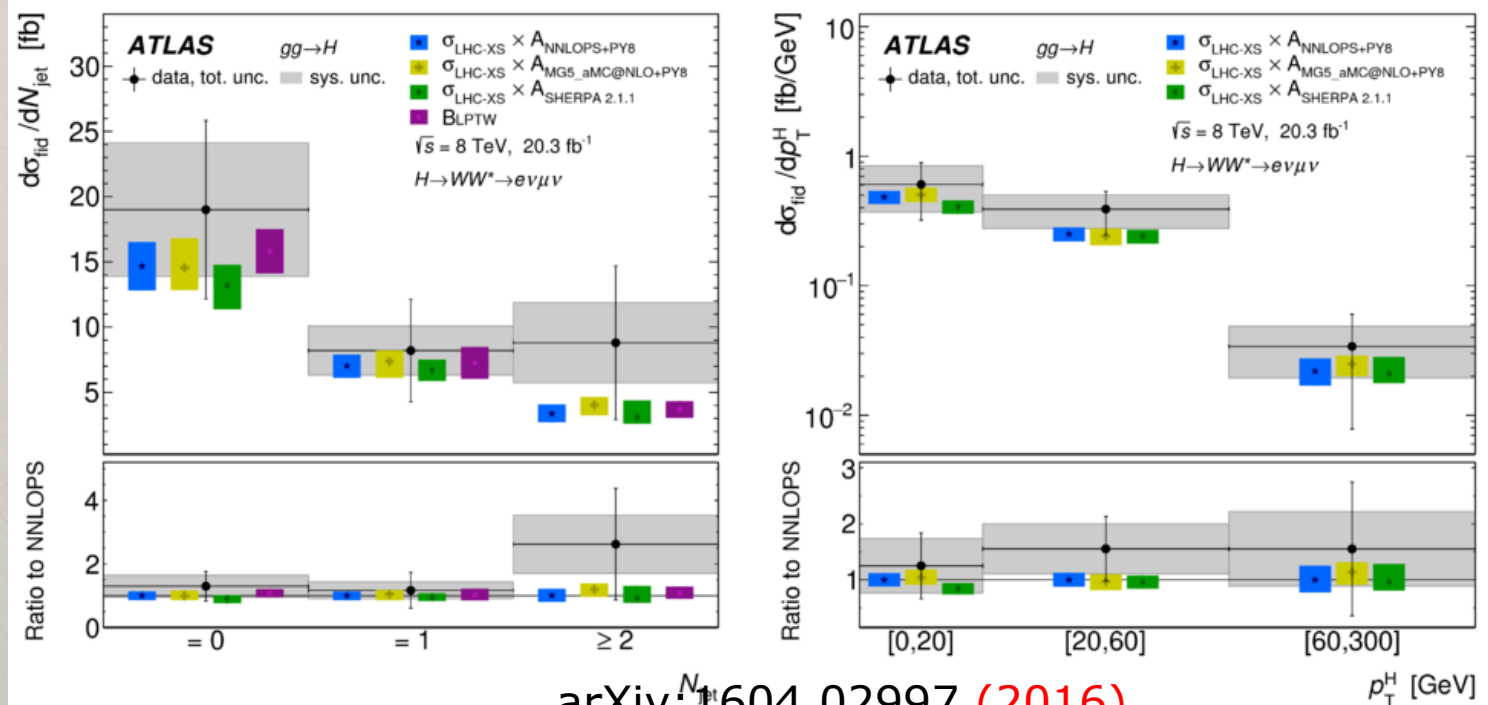 ATLAS gg→H
data, tot. unc. sys. unc.
σLHC-XS × ANNLOPS+PY8
σLHC-XS × AMG5_aMC@NLO+PY8
σLHC-XS × ASHERPA 2.1.1
BLPTW
√s = 8 TeV, 20.3 fb-1
H→WW*→eνμν
dσfid/dNjet [fb]
30
25
20
15
10
5
Ratio to NNLOPS
4
2
0
= 0 = 1 ≥ 2
Njet
ATLAS gg→H
data, tot. unc. sys. unc.
σLHC-XS × ANNLOPS+PY8
σLHC-XS × AMG5_aMC@NLO+PY8
σLHC-XS × ASHERPA 2.1.1
√s = 8 TeV, 20.3 fb-1
H→WW*→eνμν
dσfid/dpTH [fb/GeV]
10
1
10−1
10−2
Ratio to NNLOPS
3
2
1
[0,20] [20,60] [60,300]
pTH [GeV]
arXiv:1604.02997 (2016)